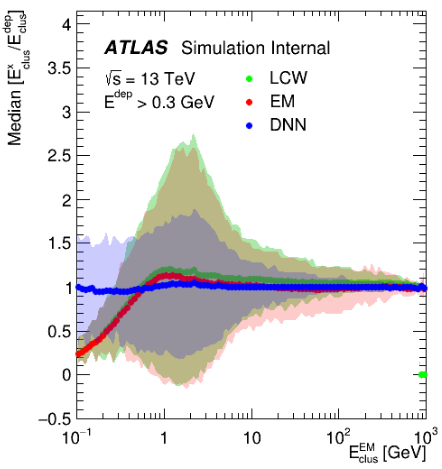 ATLAS Simulation Internal
√s = 13 TeV
E^dep > 0.3 GeV
LCW
EM
DNN
Median [E^x_clus/E^dep_clus]
4
3.5
3
2.5
2
1.5
1
0.5
0
−0.5
10^−1 1 10 10^2 10^3
E^EM_clus [GeV]